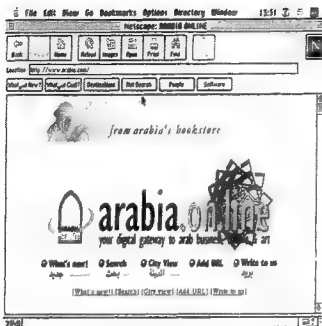 File Edit View Go Bookmarks Options Directory Window 13:51
Netscape: ARABIA ONLINE
Back Home Reload Images Open Print Find
Location: http://www.arabia.com/
What's New? What's Cool? Destinations Net Search People Software
from arabia's bookstore
arabia.online
your digital gateway to arab business, & art
What's new! Search City View Add URL Write to us
جديد بحث المدينة بريد
[What's new!] [Search] [City view] [Add URL] [Write to us]